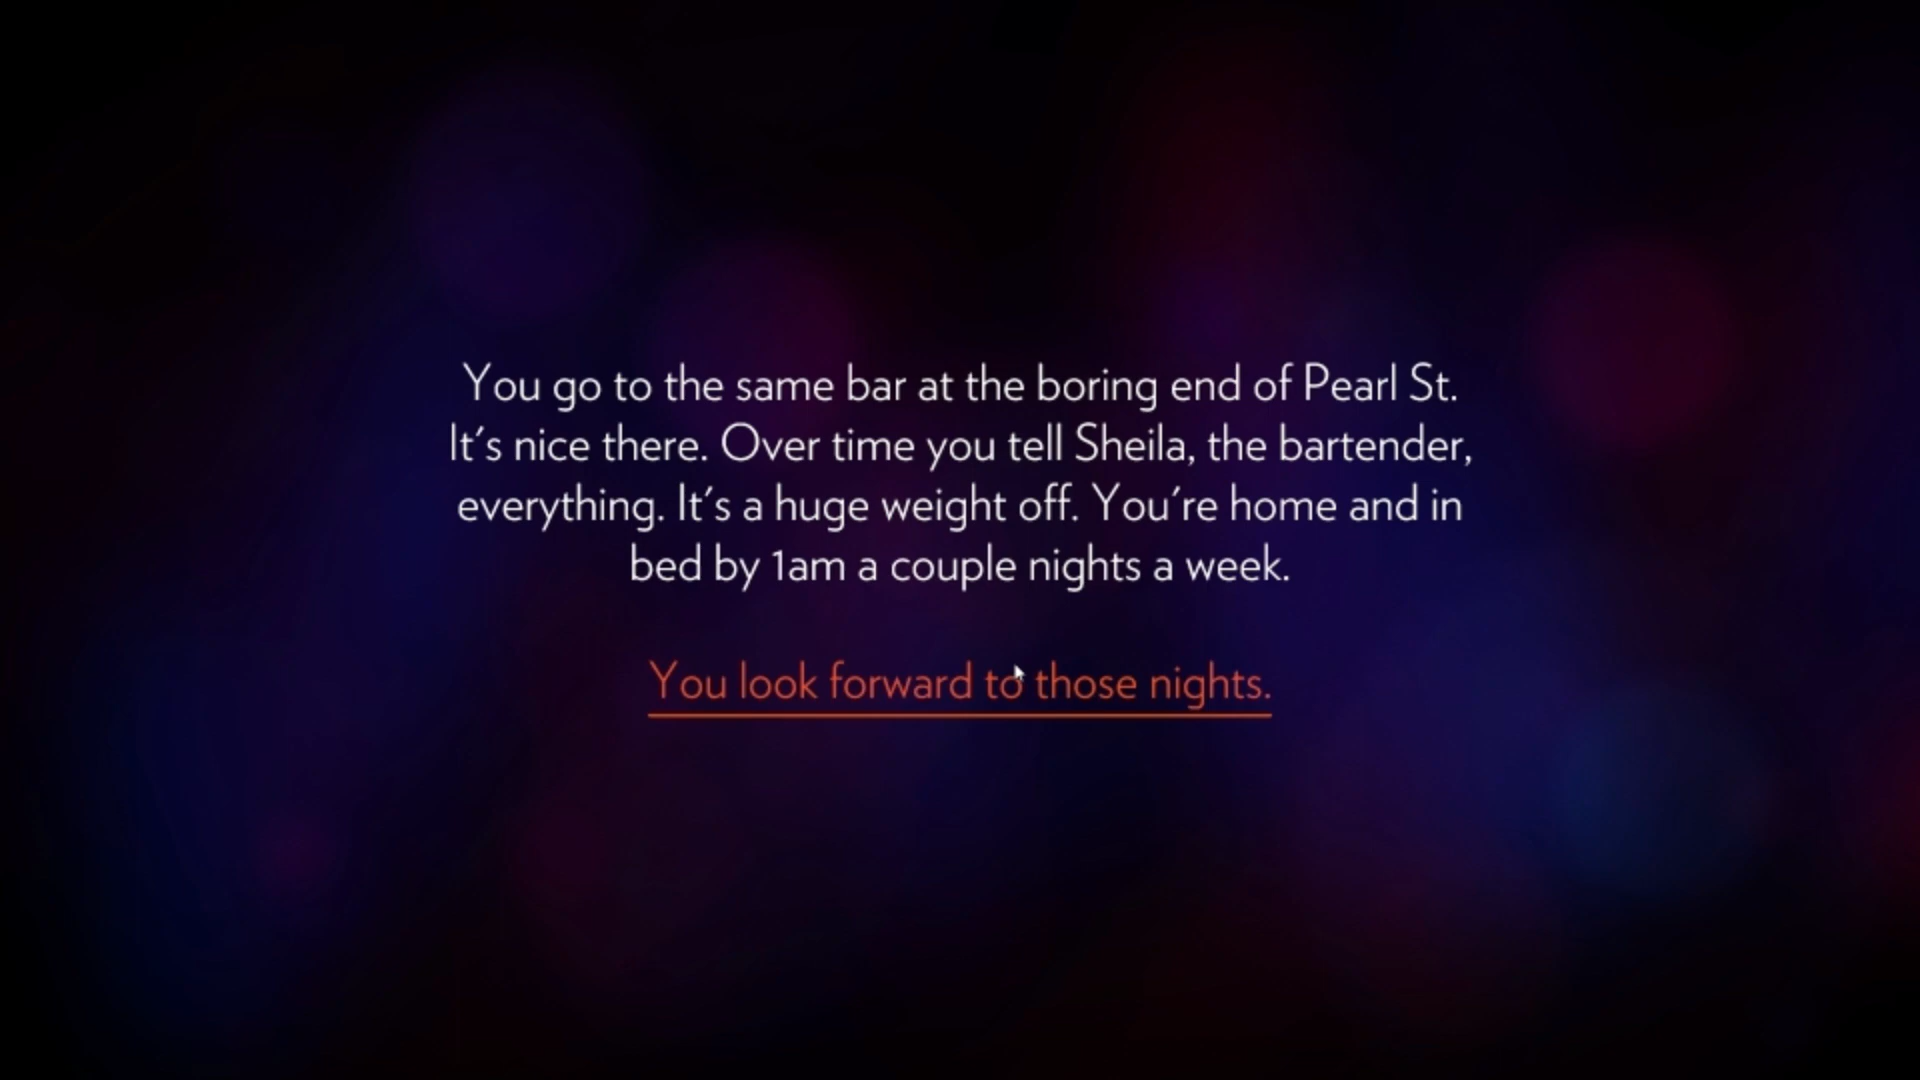 You go to the same bar at the boring end of Pearl St.
It's nice there. Over time you tell Sheila, the bartender,
everything. It's a huge weight off. You're home and in
bed by 1am a couple nights a week.
You look forward to those nights.